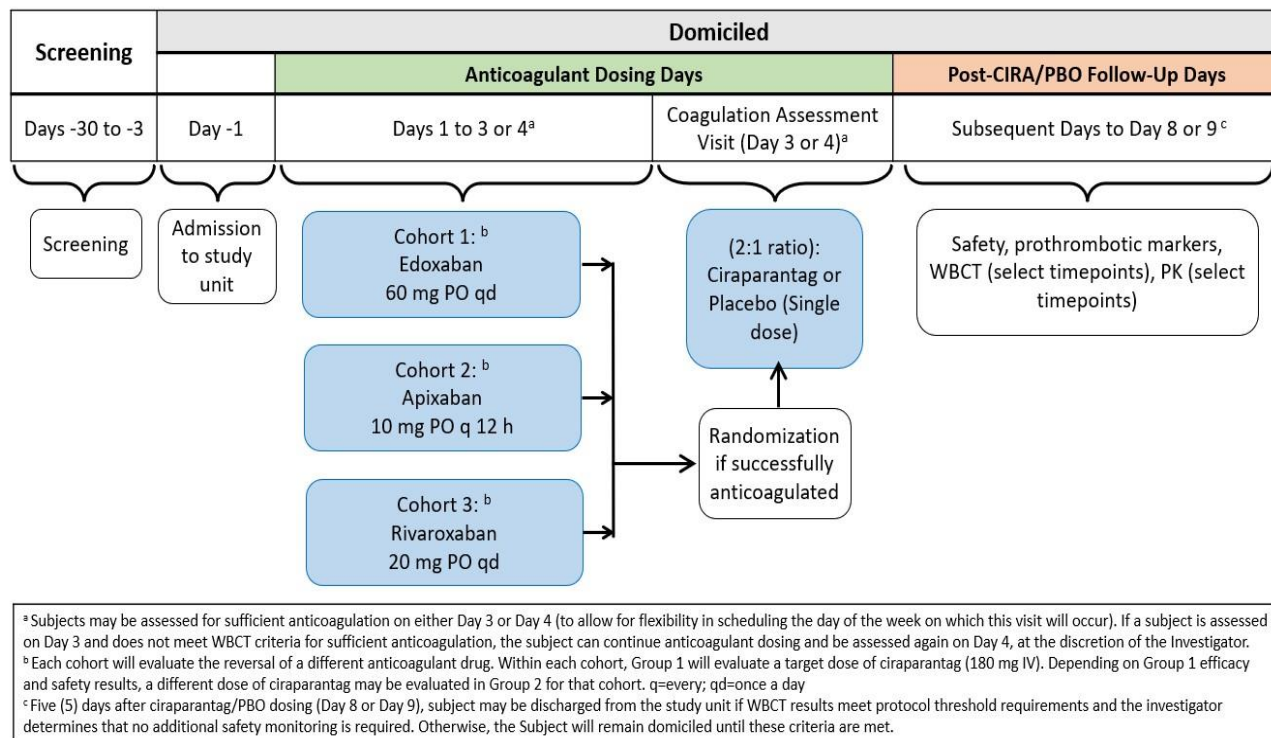 Screening
Domiciled
Anticoagulant Dosing Days
Post-CIRA/PBO Follow-Up Days
Days -30 to -3
Day -1
Days 1 to 3 or 4ᵃ
Coagulation Assessment
Visit (Day 3 or 4)ᵃ
Subsequent Days to Day 8 or 9 ᶜ
Screening
Admission
to study
unit
Cohort 1: ᵇ
Edoxaban
60 mg PO qd
Cohort 2: ᵇ
Apixaban
10 mg PO q 12 h
Cohort 3: ᵇ
Rivaroxaban
20 mg PO qd
(2:1 ratio):
Ciraparantag or
Placebo (Single
dose)
Randomization
if successfully
anticoagulated
Safety, prothrombotic markers,
WBCT (select timepoints), PK (select
timepoints)
ᵃ Subjects may be assessed for sufficient anticoagulation on either Day 3 or Day 4 (to allow for flexibility in scheduling the day of the week on which this visit will occur). If a subject is assessed
on Day 3 and does not meet WBCT criteria for sufficient anticoagulation, the subject can continue anticoagulant dosing and be assessed again on Day 4, at the discretion of the Investigator.
ᵇ Each cohort will evaluate the reversal of a different anticoagulant drug. Within each cohort, Group 1 will evaluate a target dose of ciraparantag (180 mg IV). Depending on Group 1 efficacy
and safety results, a different dose of ciraparantag may be evaluated in Group 2 for that cohort. q=every; qd=once a day
ᶜ Five (5) days after ciraparantag/PBO dosing (Day 8 or Day 9), subject may be discharged from the study unit if WBCT results meet protocol threshold requirements and the investigator
determines that no additional safety monitoring is required. Otherwise, the Subject will remain domiciled until these criteria are met.